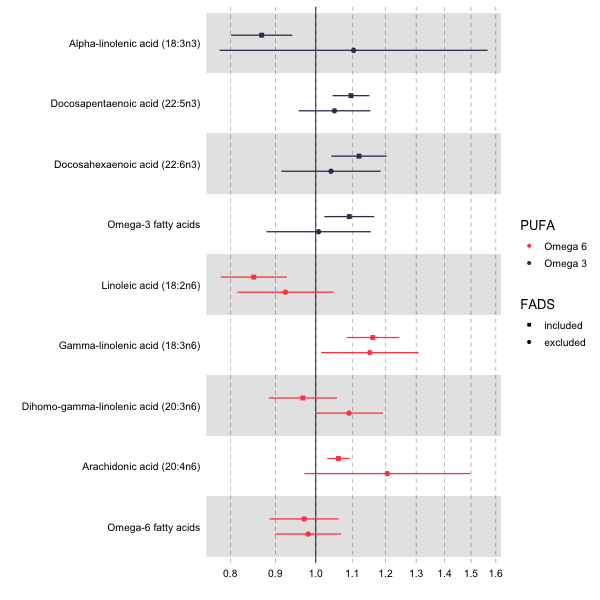 Alpha-linolenic acid (18:3n3)
Docosapentaenoic acid (22:5n3)
Docosahexaenoic acid (22:6n3)
Omega-3 fatty acids
Linoleic acid (18:2n6)
Gamma-linolenic acid (18:3n6)
Dihomo-gamma-linolenic acid (20:3n6)
Arachidonic acid (20:4n6)
Omega-6 fatty acids
0.8 0.9 1.0 1.1 1.2 1.3 1.4 1.5 1.6
PUFA
Omega 6
Omega 3
FADS
included
excluded